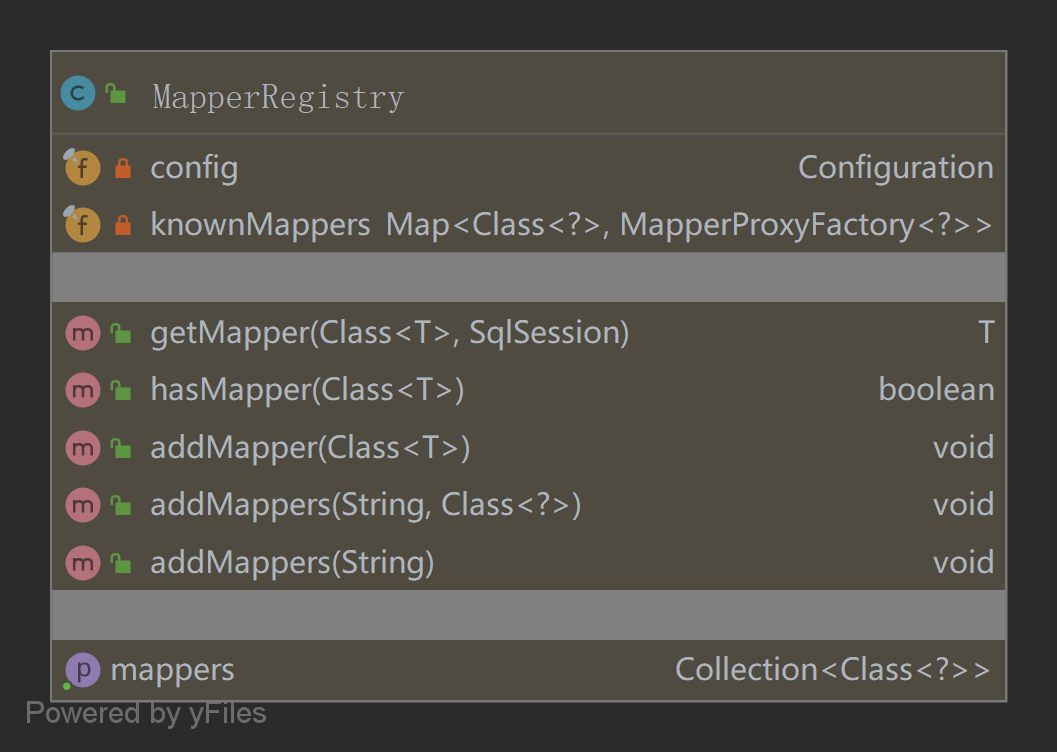 C MapperRegistry
f config Configuration
f knownMappers Map<Class<?>, MapperProxyFactory<?>>
m getMapper(Class<T>, SqlSession) T
m hasMapper(Class<T>) boolean
m addMapper(Class<T>) void
m addMappers(String, Class<?>) void
m addMappers(String) void
p mappers Collection<Class<?>>
Powered by yFiles